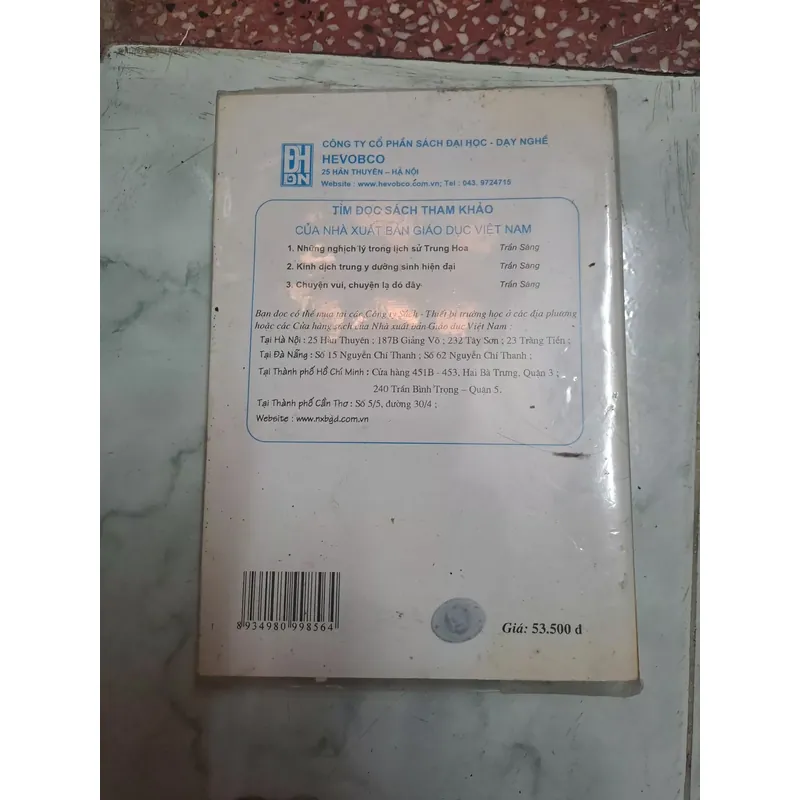 ĐH
DN
CÔNG TY CỔ PHẦN SÁCH ĐẠI HỌC - DẠY NGHỀ
HEVOBCO
25 HÀN THUYÊN – HÀ NỘI
Website : www.hevobco.com.vn; Tel : 043. 9724715
TÌM ĐỌC SÁCH THAM KHẢO
CỦA NHÀ XUẤT BẢN GIÁO DỤC VIỆT NAM
1. Những nghịch lý trong lịch sử Trung Hoa Trần Sáng
2. Kinh dịch trung y dưỡng sinh hiện đại Trần Sáng
3. Chuyện vui, chuyện lạ đó đây Trần Sáng
Bạn đọc có thể mua tại các Công ty Sách - Thiết bị trường học ở các địa phương
hoặc các Cửa hàng sách của Nhà xuất bản Giáo dục Việt Nam :
Tại Hà Nội : 25 Hàn Thuyên ; 187B Giảng Võ ; 232 Tây Sơn ; 23 Tràng Tiền ;
Tại Đà Nẵng : Số 15 Nguyễn Chí Thanh ; Số 62 Nguyễn Chí Thanh ;
Tại Thành phố Hồ Chí Minh : Cửa hàng 451B - 453, Hai Bà Trưng, Quận 3 ;
240 Trần Bình Trọng – Quận 5.
Tại Thành phố Cần Thơ : Số 5/5, đường 30/4 ;
Website : www.nxbgd.com.vn
8934980998564
Giá: 53.500 đ